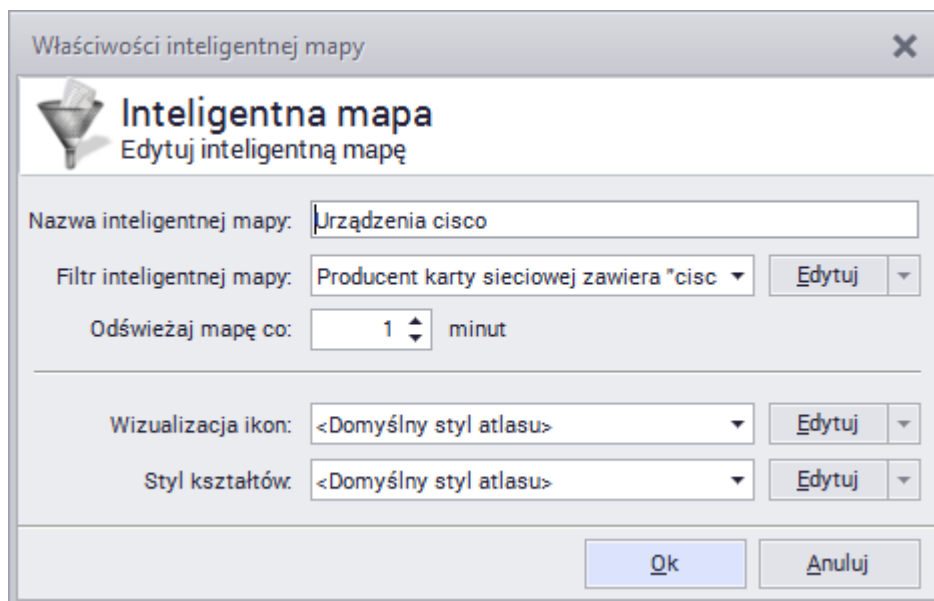 Właściwości inteligentnej mapy
Inteligentna mapa
Edytuj inteligentną mapę
Nazwa inteligentnej mapy: Urządzenia cisco
Filtr inteligentnej mapy: Producent karty sieciowej zawiera "cisc Edytuj
Odświeżaj mapę co: 1 minut
Wizualizacja ikon: <Domyślny styl atlasu> Edytuj
Styl kształtów: <Domyślny styl atlasu> Edytuj
Ok Anuluj